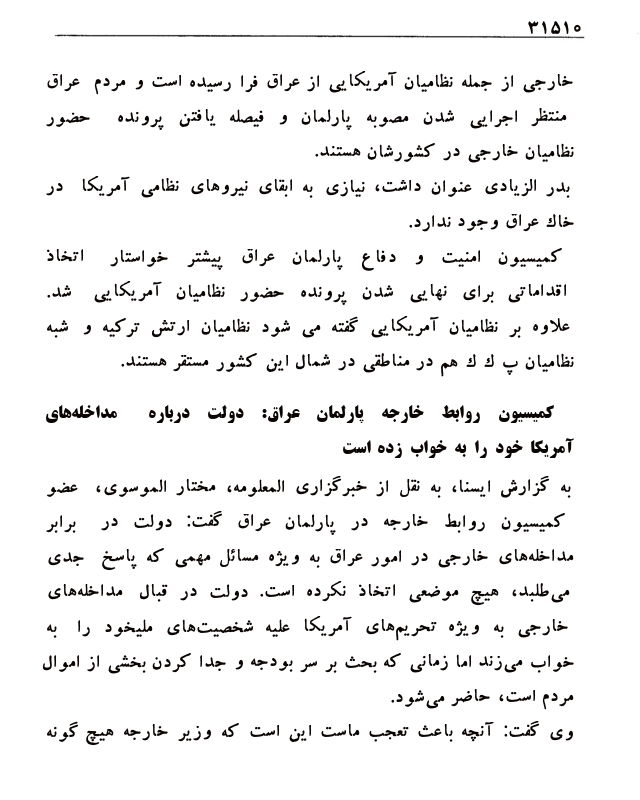 ۳۱۵۱۰
خارجی از جمله نظامیان آمریکایی از عراق فرا رسیده است و مردم عراق
منتظر اجرایی شدن مصوبه پارلمان و فیصله یافتن پرونده حضور
نظامیان خارجی در کشورشان هستند.
بدر الزیادی عنوان داشت، نیازی به ابقای نیروهای نظامی آمریکا در
خاك عراق وجود ندارد.
کمیسیون امنیت و دفاع پارلمان عراق پیشتر خواستار اتخاذ
اقداماتی برای نهایی شدن پرونده حضور نظامیان آمریکایی شد.
علاوه بر نظامیان آمریکایی گفته می شود نظامیان ارتش ترکیه و شبه
نظامیان پ ك ك هم در مناطقی در شمال این کشور مستقر هستند.
کمیسیون روابط خارجه پارلمان عراق: دولت درباره مداخله‌های
آمریکا خود را به خواب زده است
به گزارش ایسنا، به نقل از خبرگزاری المعلومه، مختار الموسوی، عضو
کمیسیون روابط خارجه در پارلمان عراق گفت: دولت در برابر
مداخله‌های خارجی در امور عراق به ویژه مسائل مهمی که پاسخ جدی
می‌طلبد، هیچ موضعی اتخاذ نکرده است. دولت در قبال مداخله‌های
خارجی به ویژه تحریم‌های آمریکا علیه شخصیت‌های ملیخود را به
خواب می‌زند اما زمانی که بحث بر سر بودجه و جدا کردن بخشی از اموال
مردم است، حاضر می‌شود.
وی گفت: آنچه باعث تعجب ماست این است که وزیر خارجه هیچ گونه